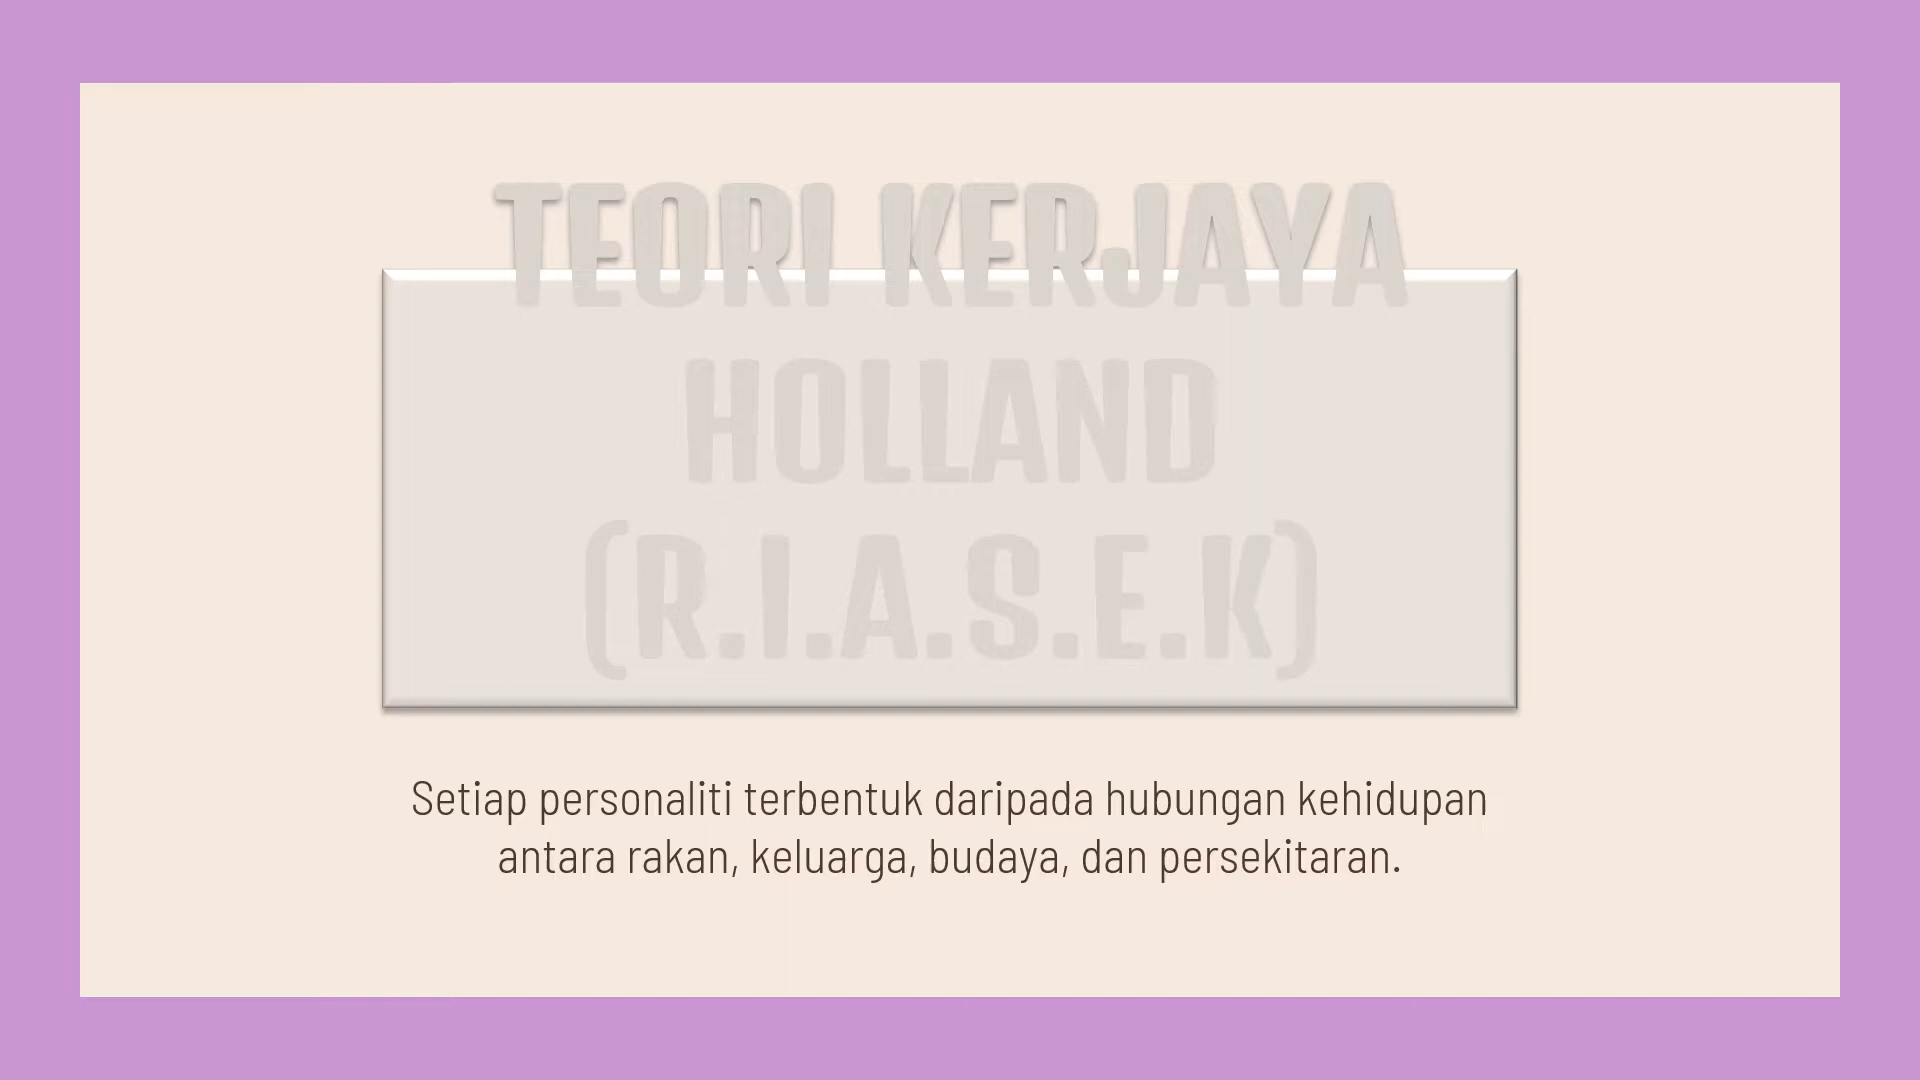 TEORI KERJAYA
HOLLAND
(R.I.A.S.E.K)
Setiap personaliti terbentuk daripada hubungan kehidupan
antara rakan, keluarga, budaya, dan persekitaran.